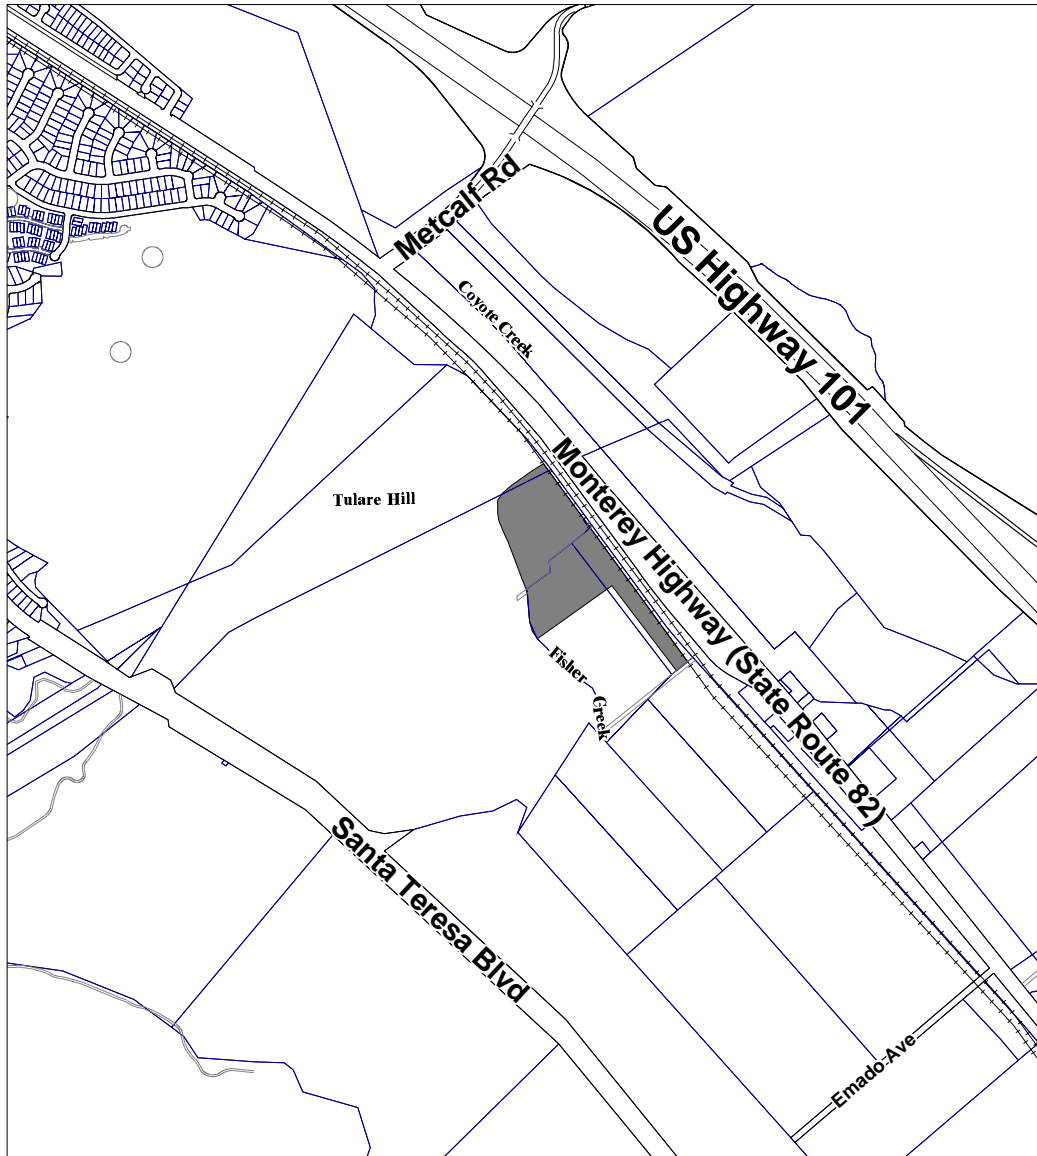 Metcalf Rd
US Highway 101
Coyote Creek
Monterey Highway (State Route 82)
Tulare Hill
Fisher Creek
Santa Teresa Blvd
Emado Ave